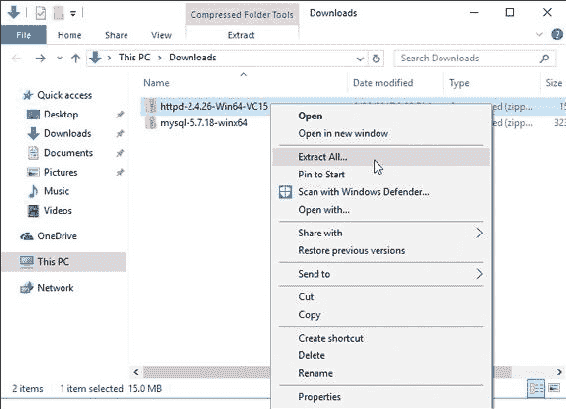 Compressed Folder Tools
Downloads
File
Home
Share
View
Extract
This PC > Downloads
Search Downloads
Name
Date modified
Type
Size
Quick access
Desktop
Downloads
Documents
Pictures
Music
Videos
OneDrive
This PC
Network
httpd-2.4.26-Win64-VC15
mysql-5.7.18-winx64
(zipp...
(zipp...
Open
Open in new window
Extract All...
Pin to Start
Scan with Windows Defender...
Open with...
Share with
Restore previous versions
Send to
Cut
Copy
Create shortcut
Delete
Rename
Properties
2 items
1 item selected 15.0 MB